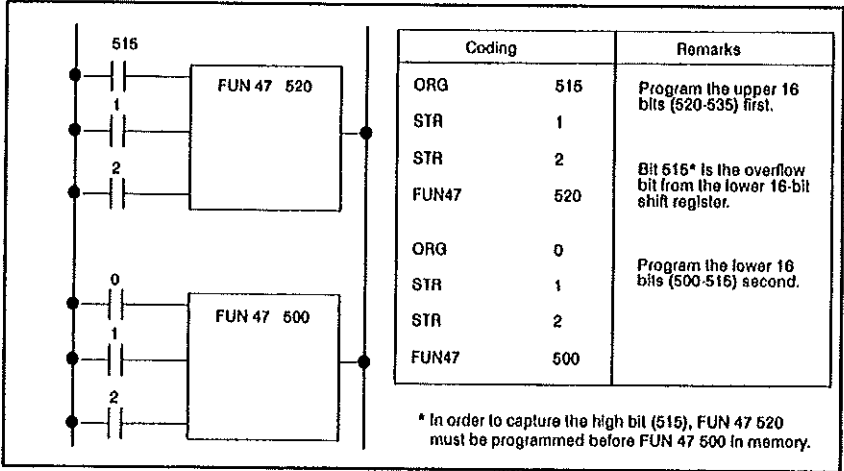 515
FUN 47 520
1
2
0
FUN 47 500
1
2
Coding
Remarks
ORG 515
STR 1
STR 2
FUN47 520
ORG 0
STR 1
STR 2
FUN47 500
Program the upper 16
bits (520-535) first.
Bit 515* is the overflow
bit from the lower 16-bit
shift register.
Program the lower 16
bits (500-515) second.
* In order to capture the high bit (515), FUN 47 520
must be programmed before FUN 47 500 in memory.